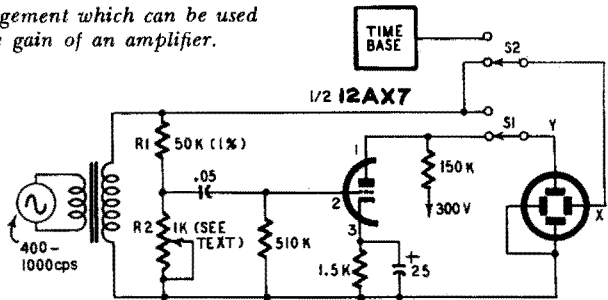 gement which can be used
gain of an amplifier.
TIME
BASE
S2
1/2 12AX7
S1
Y
R1
50K (1%)
.05
1
2
3
150K
300V
X
R2
1K (SEE
TEXT)
510K
1.5K
+
25
400-
1000cps